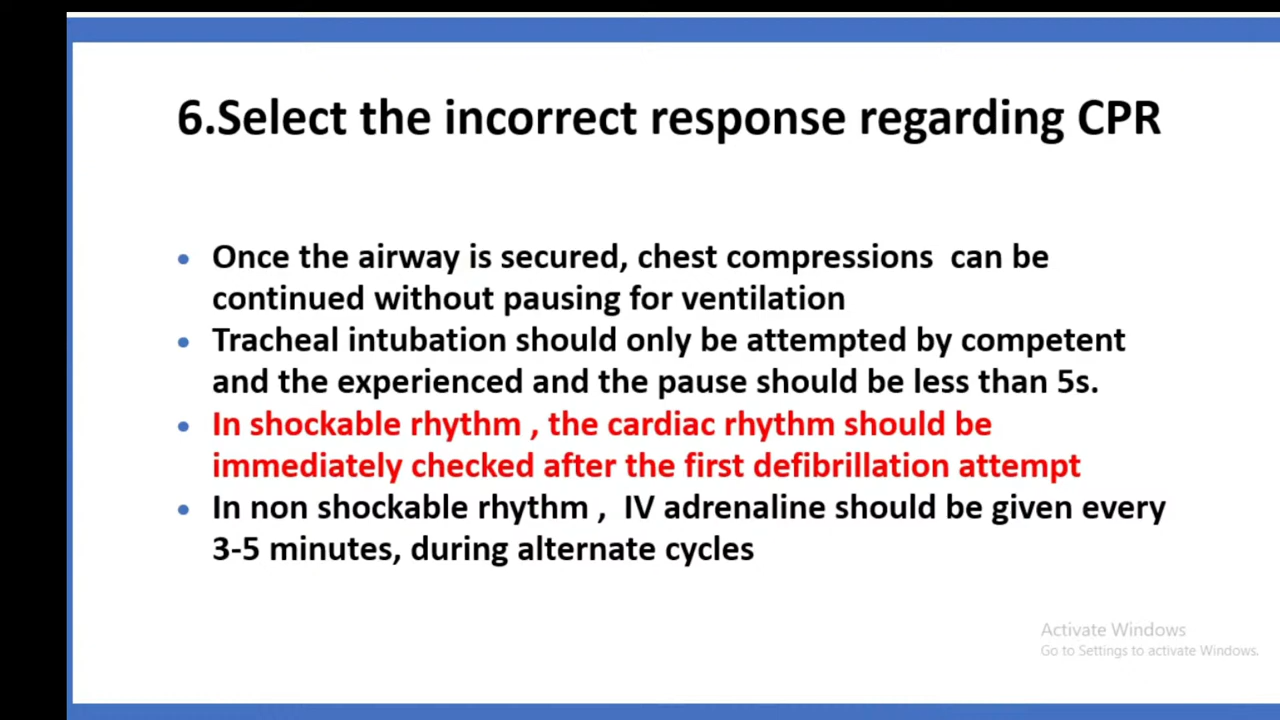 6.Select the incorrect response regarding CPR
• Once the airway is secured, chest compressions can be
continued without pausing for ventilation
• Tracheal intubation should only be attempted by competent
and the experienced and the pause should be less than 5s.
• In shockable rhythm , the cardiac rhythm should be
immediately checked after the first defibrillation attempt
• In non shockable rhythm , IV adrenaline should be given every
3-5 minutes, during alternate cycles
Activate Windows
Go to Settings to activate Windows.